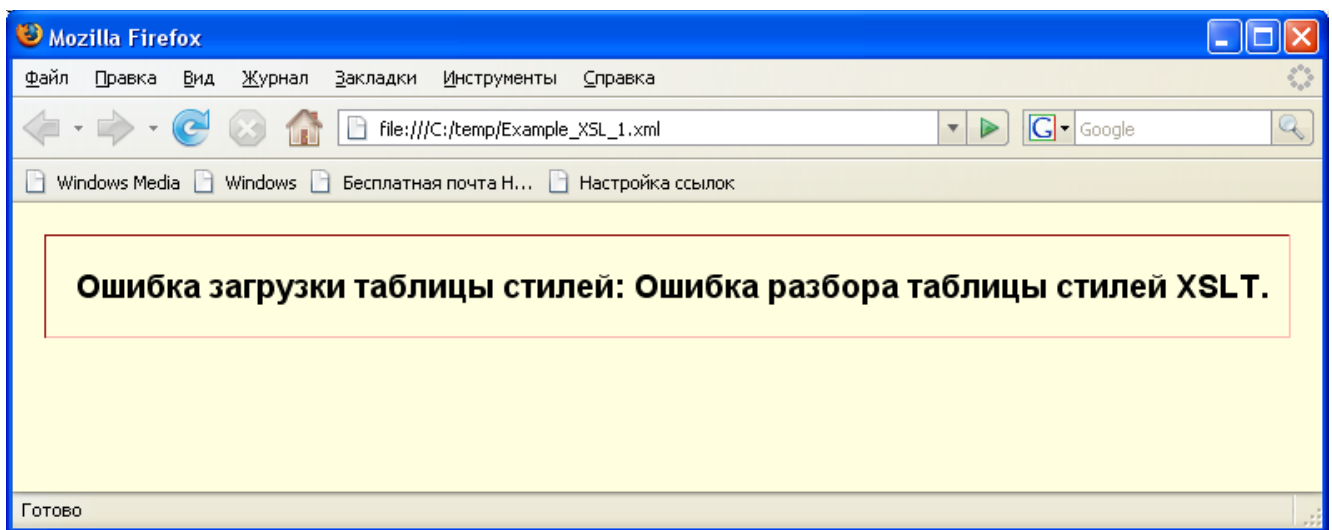 Mozilla Firefox
Файл Правка Вид Журнал Закладки Инструменты Справка
file:///C:/temp/Example_XSL_1.xml G Google
Windows Media Windows Бесплатная почта H... Настройка ссылок
Ошибка загрузки таблицы стилей: Ошибка разбора таблицы стилей XSLT.
Готово